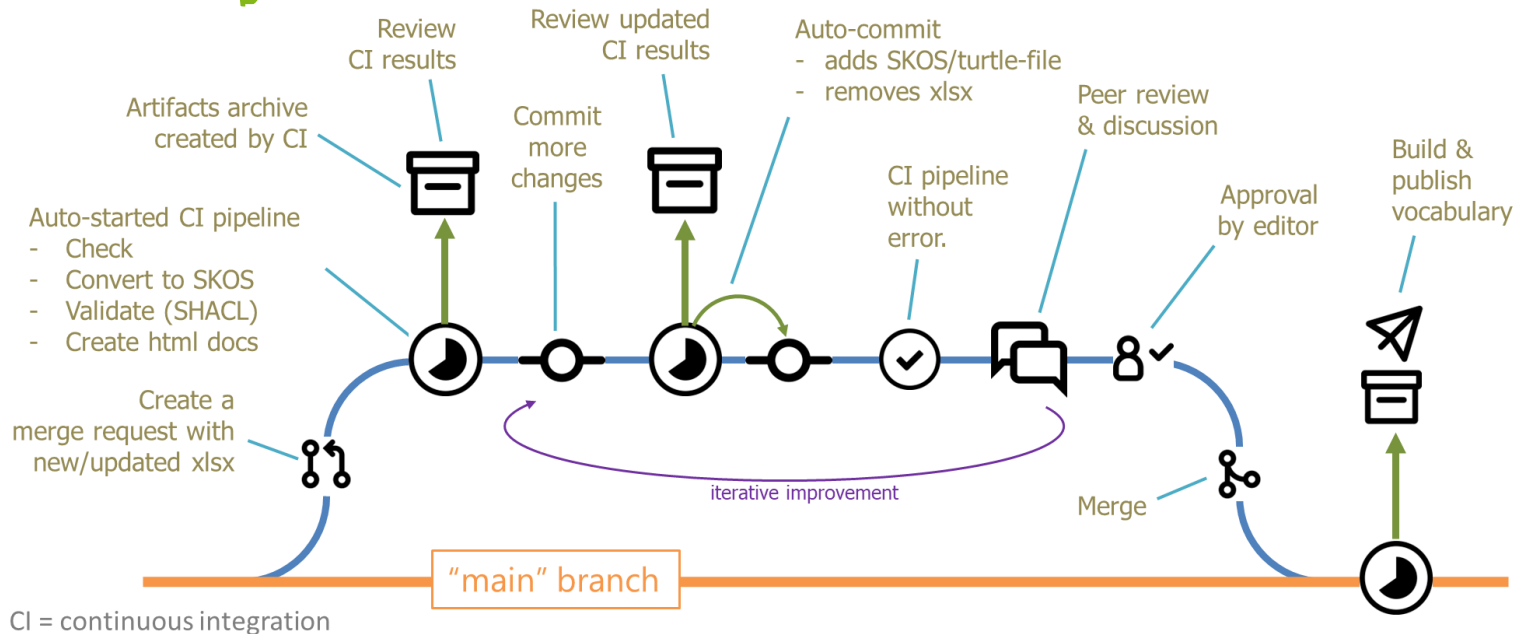 Review
CI results
Review updated
CI results
Auto-commit
- adds SKOS/turtle-file
- removes xlsx
Artifacts archive
created by CI
Commit
more
changes
Peer review
& discussion
CI pipeline
without
error.
Build &
publish
vocabulary
Approval
by editor
Auto-started CI pipeline
- Check
- Convert to SKOS
- Validate (SHACL)
- Create html docs
Create a
merge request with
new/updated xlsx
iterative improvement
Merge
“main” branch
CI = continuous integration